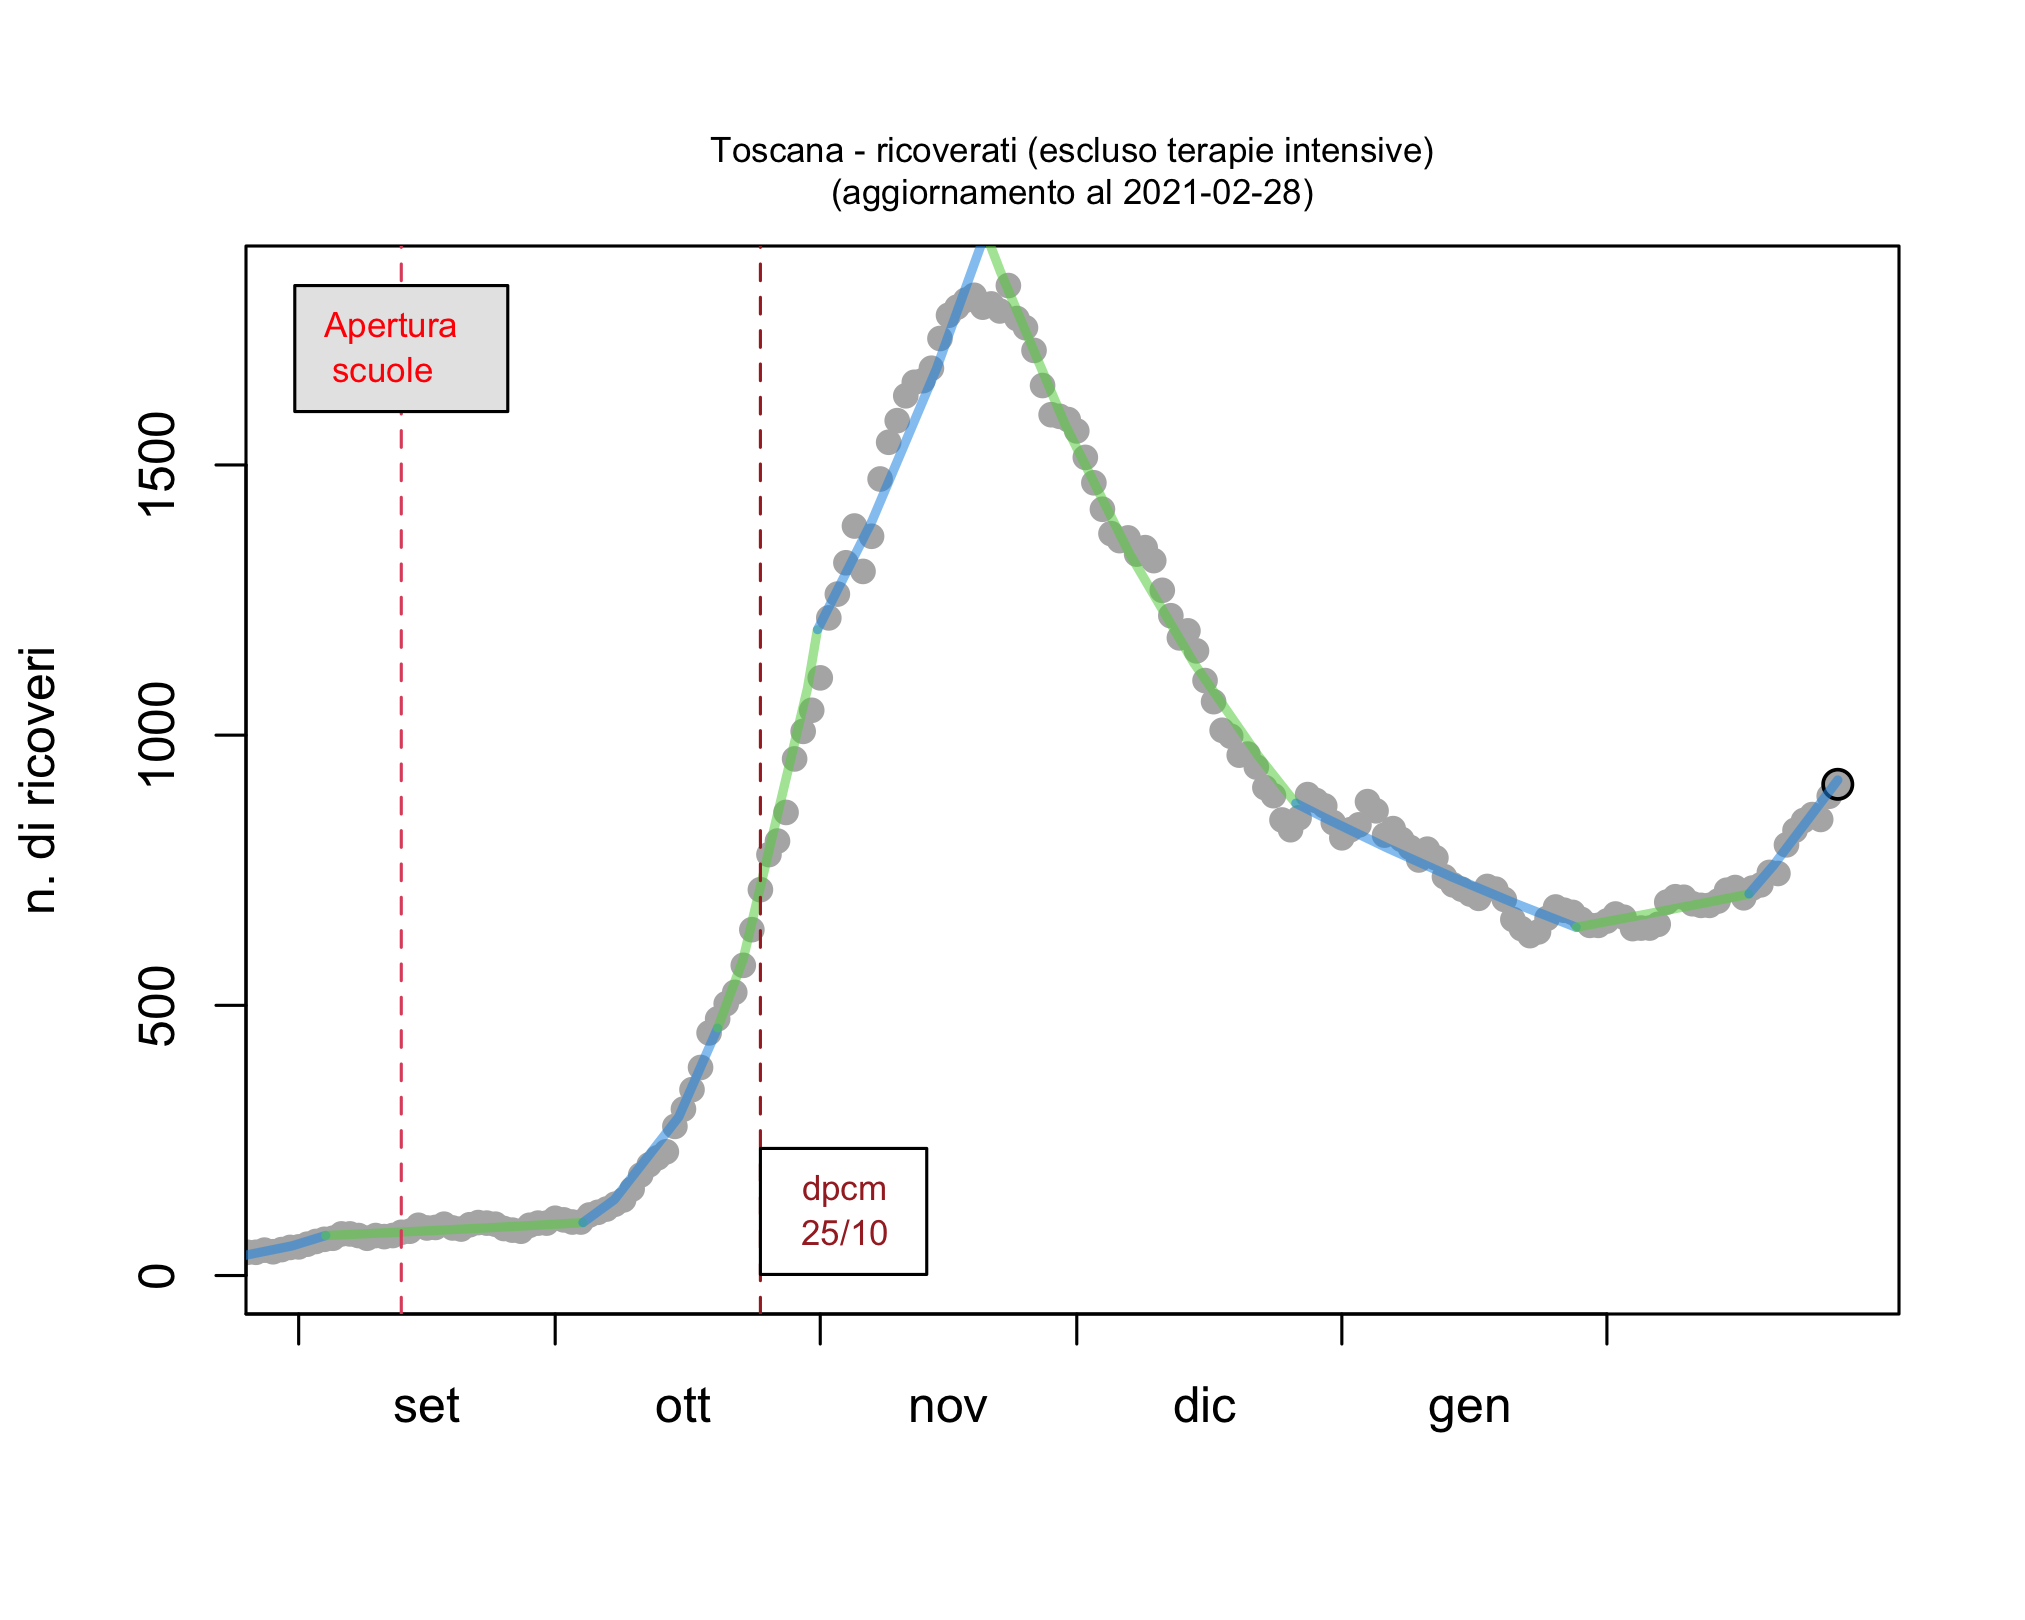 Toscana - ricoverati (escluso terapie intensive)
(aggiornamento al 2021-02-28)
Apertura
scuole
n. di ricoveri
1500
1000
500
0
dpcm
25/10
set ott nov dic gen